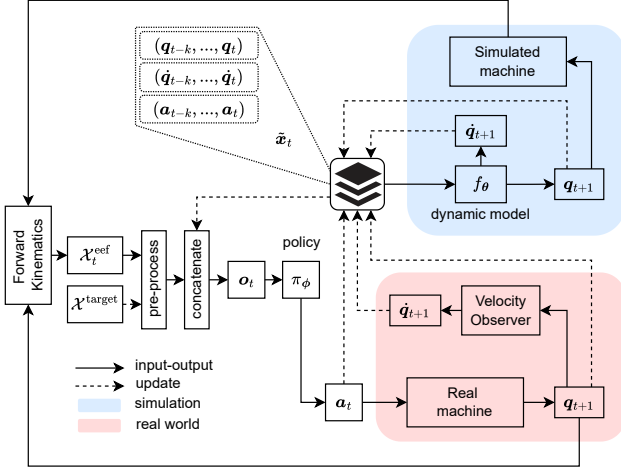 (q_{t−k}, ..., q_t)
(q̇_{t−k}, ..., q̇_t)
(a_{t−k}, ..., a_t)
x̃_t
Simulated
machine
q̇_{t+1}
f_θ
q_{t+1}
dynamic model
Forward
Kinematics
𝒳_t^{eef}
𝒳^{target}
pre-process
concatenate
o_t
policy
π_ϕ
q̇_{t+1}
Velocity
Observer
a_t
Real
machine
q_{t+1}
input-output
update
simulation
real world